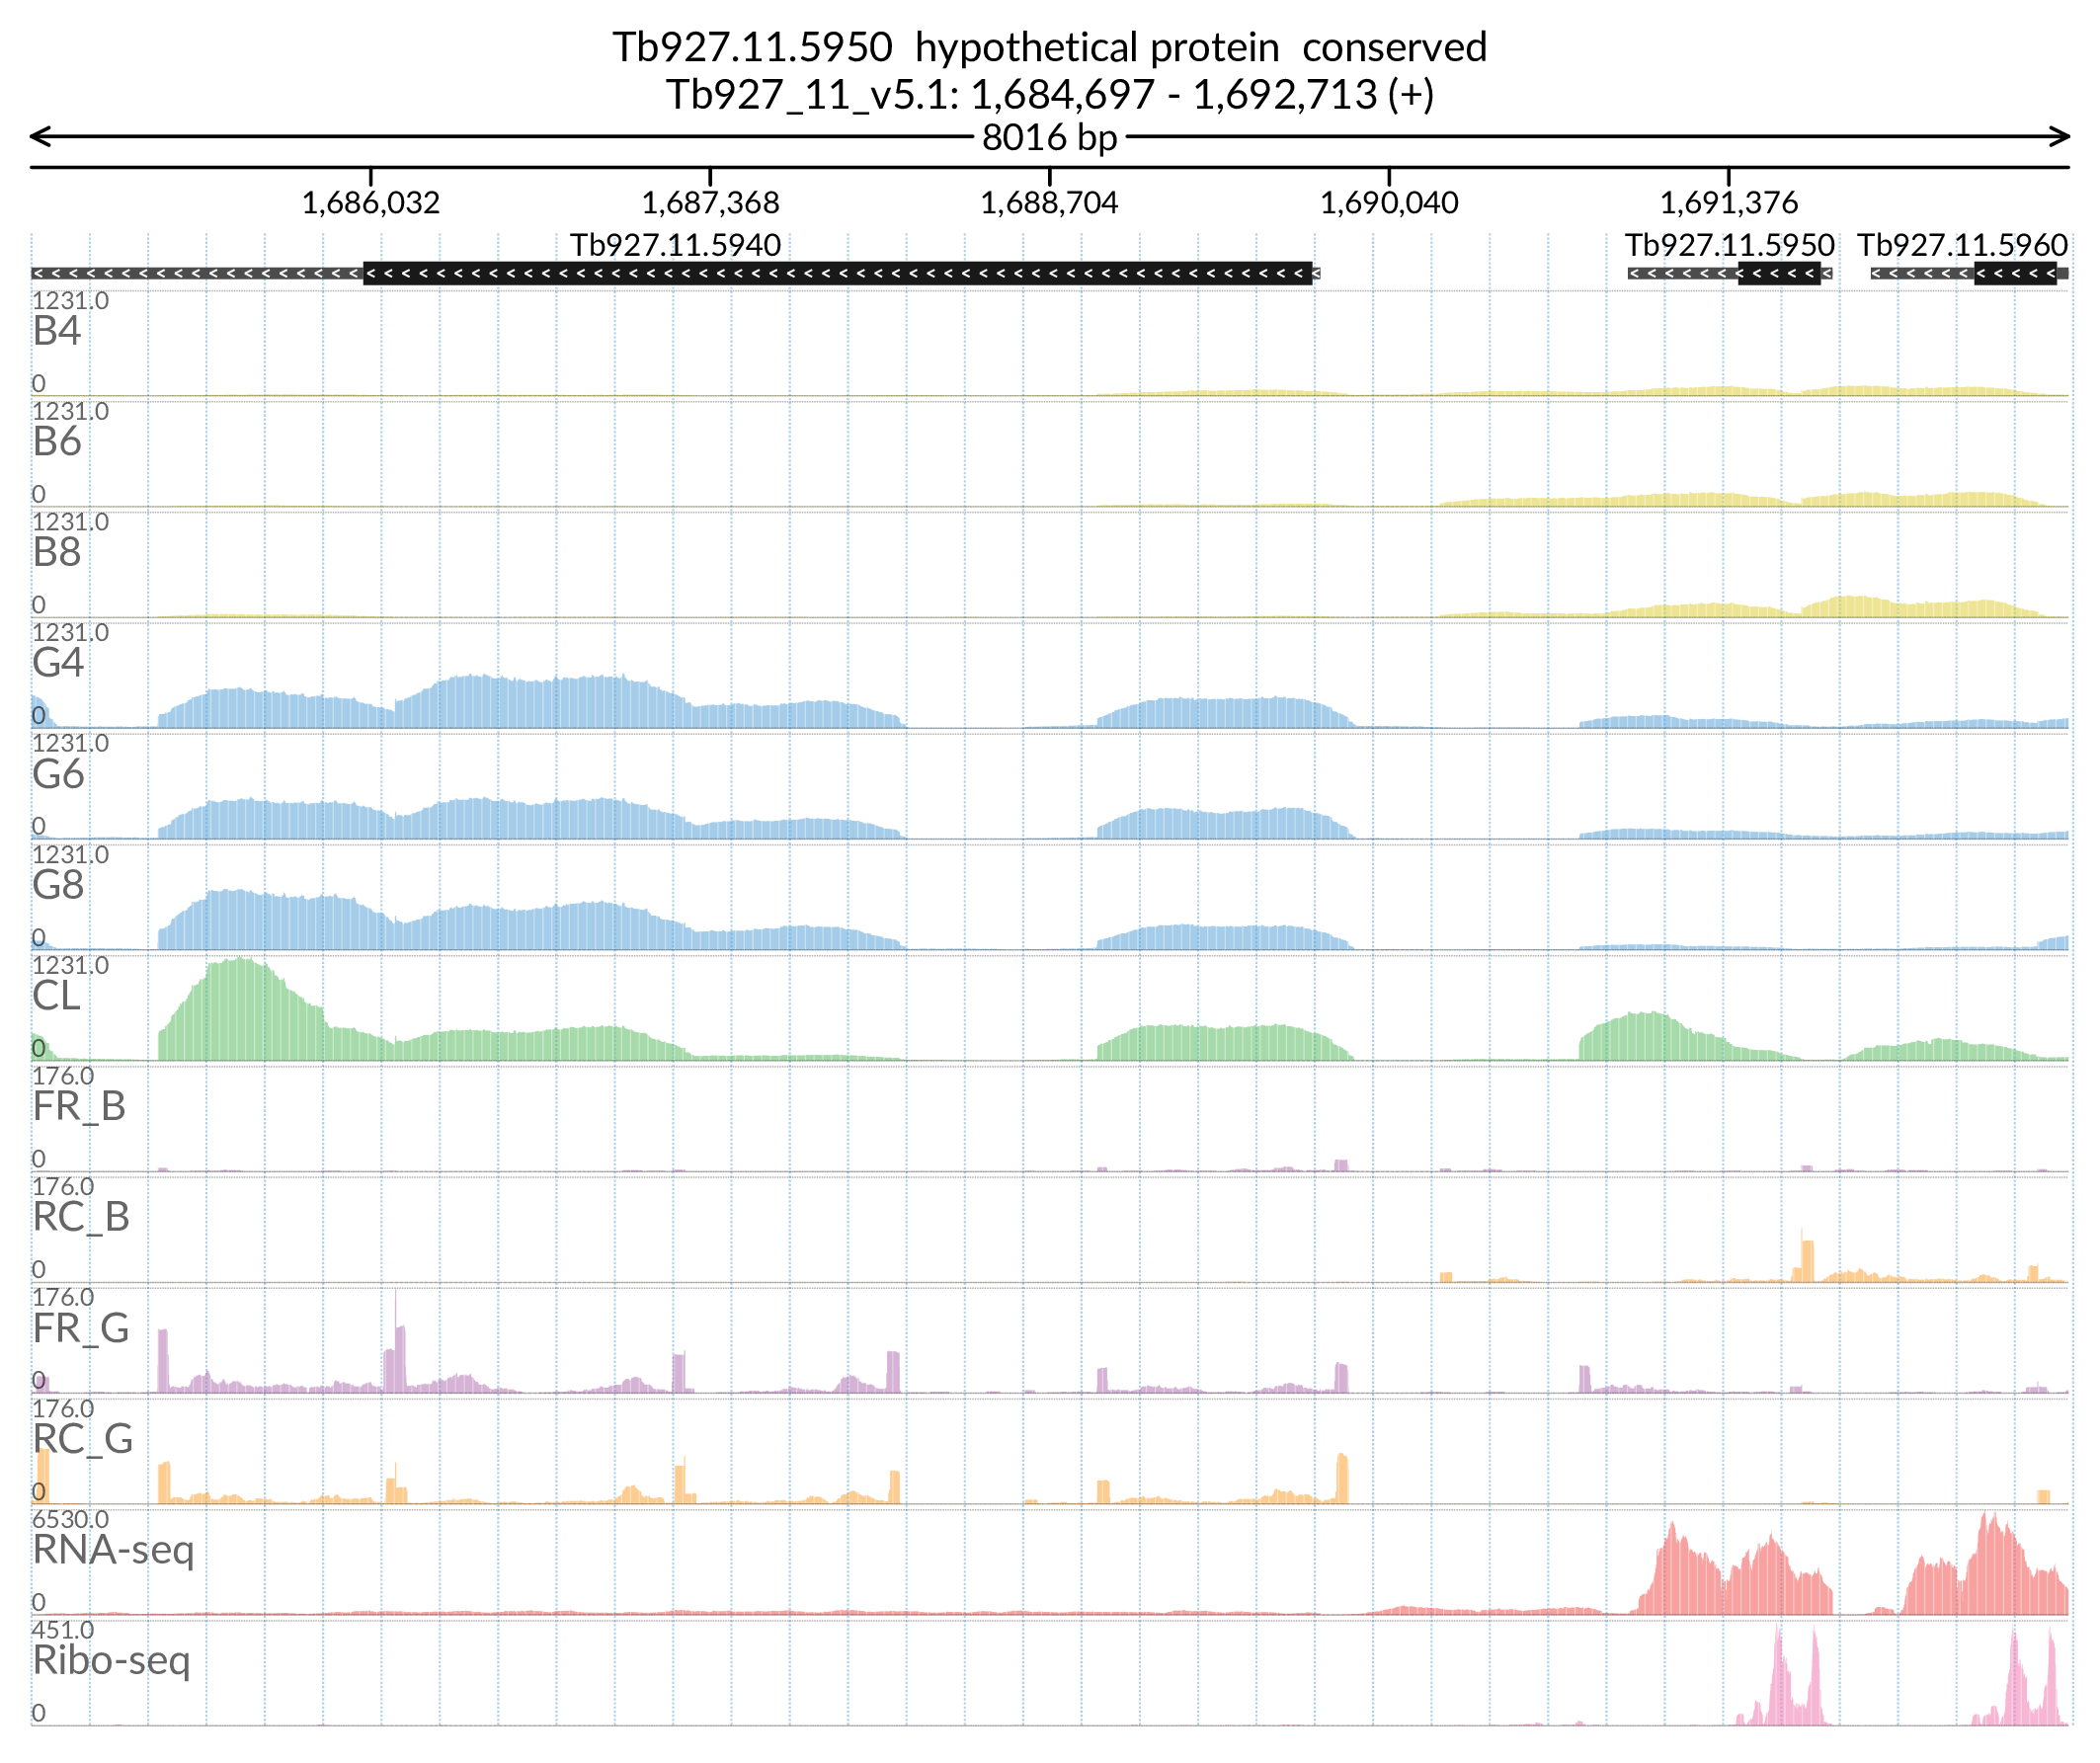 Tb927.11.5950 hypothetical protein conserved
Tb927_11_v5.1: 1,684,697 - 1,692,713 (+)
8016 bp
1,686,032 1,687,368 1,688,704 1,690,040 1,691,376
Tb927.11.5940 Tb927.11.5950 Tb927.11.5960
1231.0
B4
0
1231.0
B6
0
1231.0
B8
0
1231.0
G4
0
1231.0
G6
0
1231.0
G8
0
1231.0
CL
0
176.0
FR_B
0
176.0
RC_B
0
176.0
FR_G
0
176.0
RC_G
0
6530.0
RNA-seq
0
451.0
Ribo-seq
0